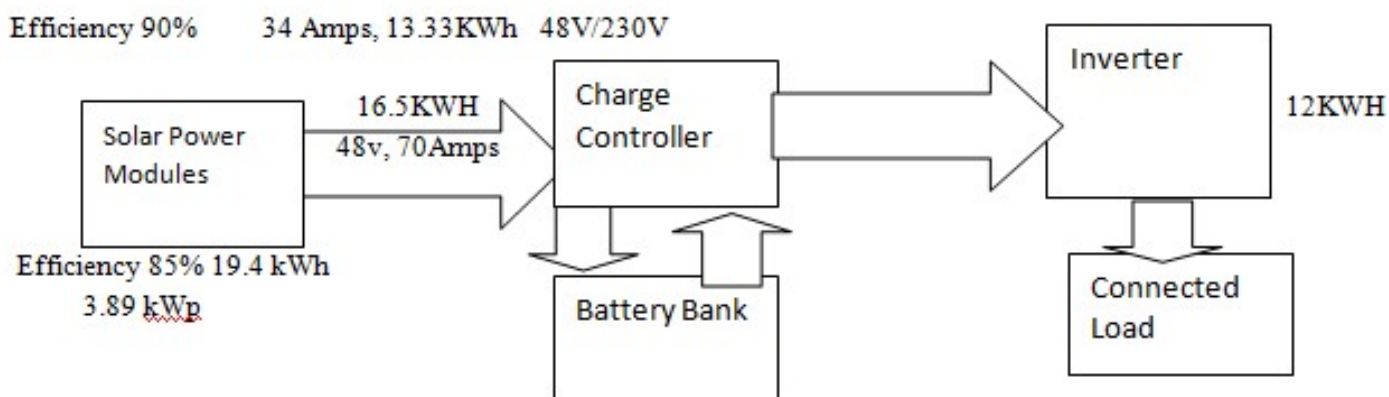 Efficiency 90% 34 Amps, 13.33KWh 48V/230V
Inverter
12KWH
Charge
Controller
16.5KWH
48v, 70Amps
Solar Power
Modules
Efficiency 85% 19.4 kWh
3.89 kWp
Battery Bank
Connected
Load